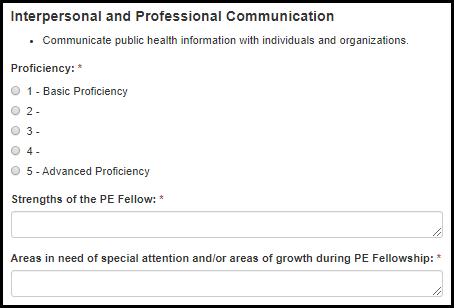 Interpersonal and Professional Communication
• Communicate public health information with individuals and organizations.
Proficiency: *
1 - Basic Proficiency
2 -
3 -
4 -
5 - Advanced Proficiency
Strengths of the PE Fellow: *
Areas in need of special attention and/or areas of growth during PE Fellowship: *